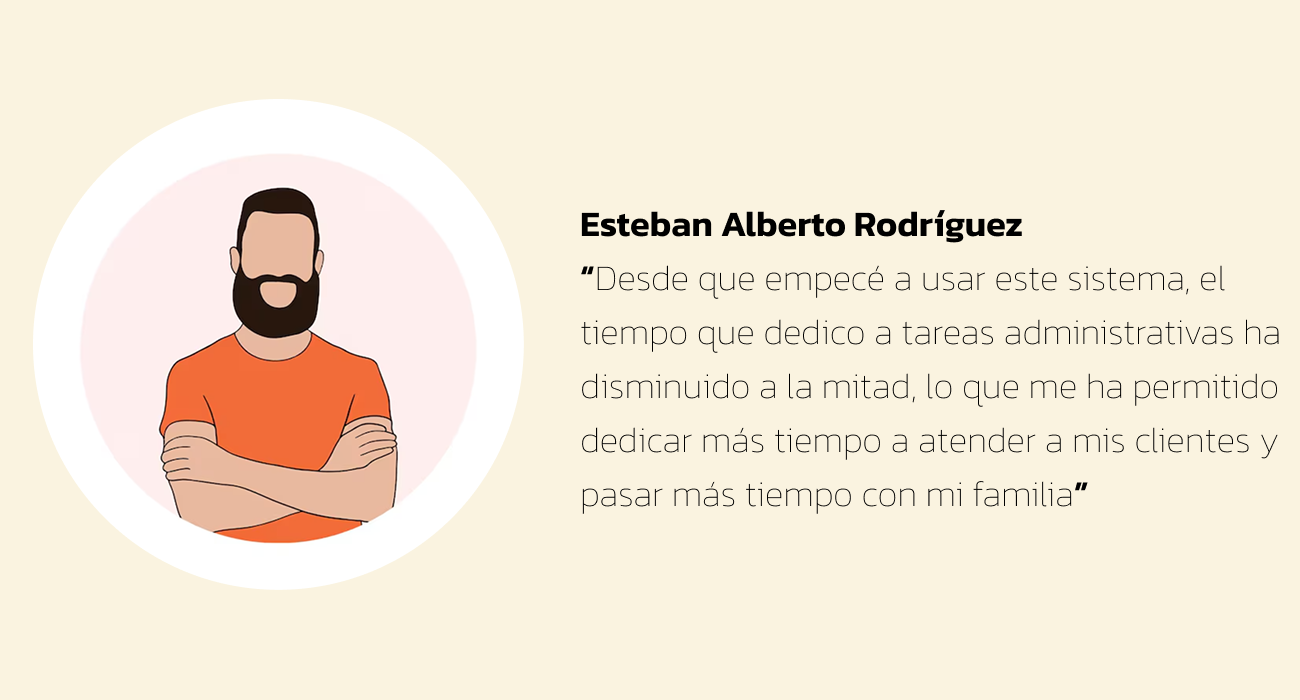 Esteban Alberto Rodríguez
"Desde que empecé a usar este sistema, el
tiempo que dedico a tareas administrativas ha
disminuido a la mitad, lo que me ha permitido
dedicar más tiempo a atender a mis clientes y
pasar más tiempo con mi familia"